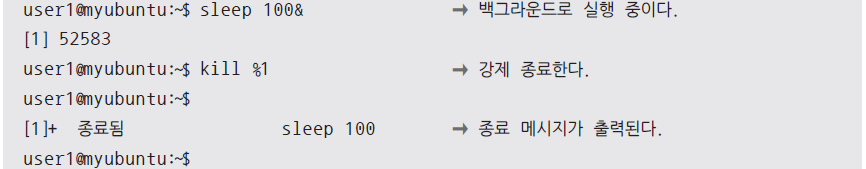 user1@myubuntu:~$ sleep 100& → 백그라운드로 실행 중이다.
[1] 52583
user1@myubuntu:~$ kill %1 → 강제 종료한다.
user1@myubuntu:~$
[1]+ 종료됨 sleep 100 → 종료 메시지가 출력된다.
user1@myubuntu:~$